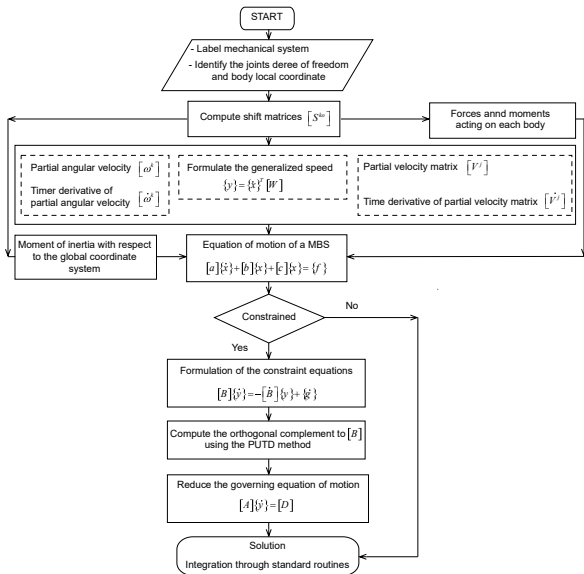 START
- Label mechanical system
- Identify the joints deree of freedom
and body local coordinate
Compute shift matrices [S^{ko}]
Forces annd moments
acting on each body
Partial angular velocity [ω^k]
Timer derivative of
partial angular velocity [ω̇^k]
Formulate the generalized speed
{y}={ẋ}^T[W]
Partial velocity matrix [V^j]
Time derivative of partial velocity matrix [V̇^j]
Moment of inertia with respect
to the global coordinate
system
Equation of motion of a MBS
[a]{ẍ}+[b]{ẋ}+[c]{x}={f}
Constrained
No
Yes
Formulation of the constraint equations
[B]{ẏ}=-[Ḃ]{y}+{ġ}
Compute the orthogonal complement to [B]
using the PUTD method
Reduce the governing equation of motion
[A]{ẏ}=[D]
Solution
Integration through standard routines